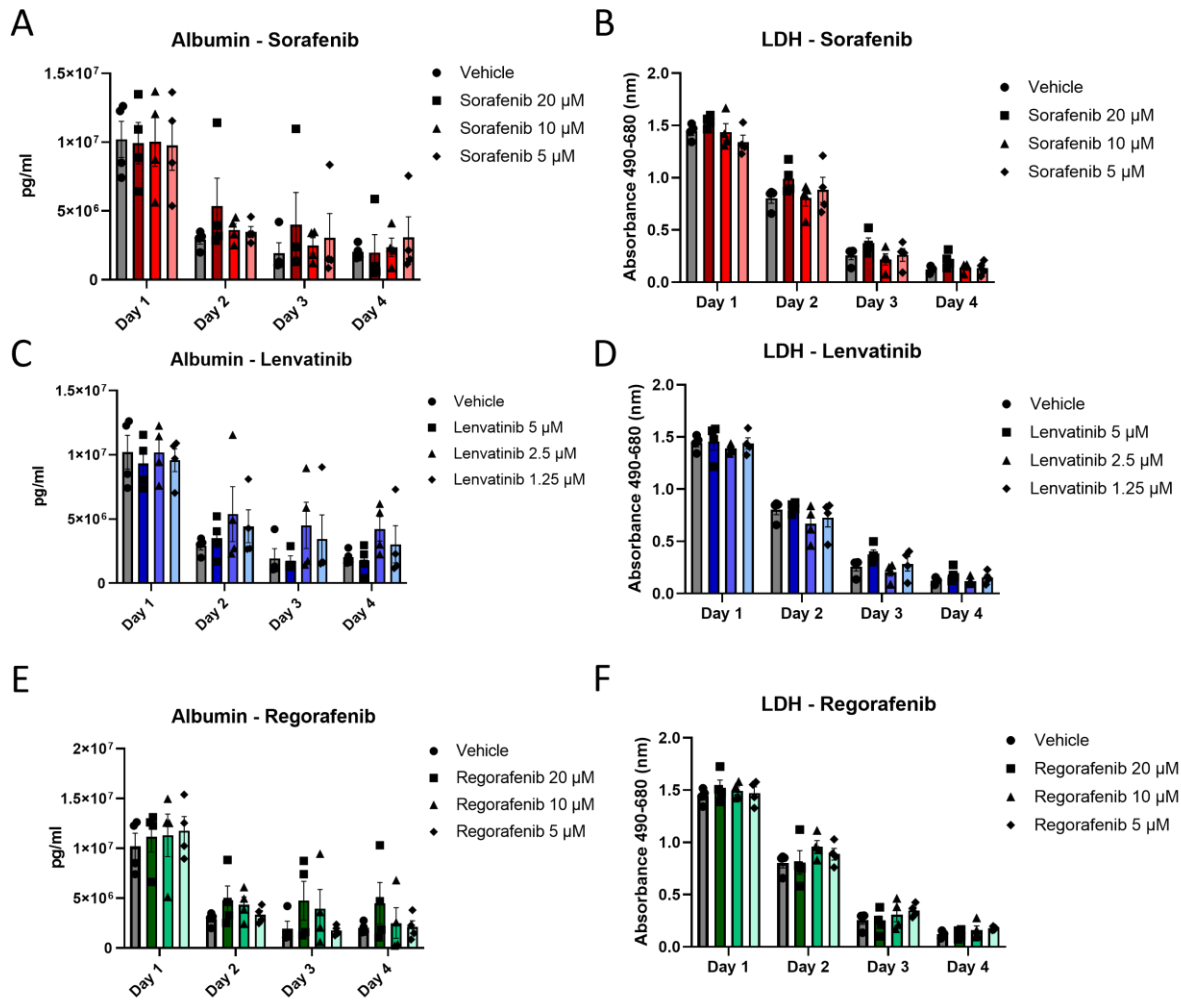 A
Albumin - Sorafenib
1.5×10⁷
1×10⁷
5×10⁶
0
pg/ml
Day 1
Day 2
Day 3
Day 4
Vehicle
Sorafenib 20 μM
Sorafenib 10 μM
Sorafenib 5 μM
B
LDH - Sorafenib
2.0
1.5
1.0
0.5
0.0
Absorbance 490-680 (nm)
Day 1
Day 2
Day 3
Day 4
Vehicle
Sorafenib 20 μM
Sorafenib 10 μM
Sorafenib 5 μM
C
Albumin - Lenvatinib
1.5×10⁷
1×10⁷
5×10⁶
0
pg/ml
Day 1
Day 2
Day 3
Day 4
Vehicle
Lenvatinib 5 μM
Lenvatinib 2.5 μM
Lenvatinib 1.25 μM
D
LDH - Lenvatinib
2.0
1.5
1.0
0.5
0.0
Absorbance 490-680 (nm)
Day 1
Day 2
Day 3
Day 4
Vehicle
Lenvatinib 5 μM
Lenvatinib 2.5 μM
Lenvatinib 1.25 μM
E
Albumin - Regorafenib
2×10⁷
1.5×10⁷
1×10⁷
5×10⁶
0
pg/ml
Day 1
Day 2
Day 3
Day 4
Vehicle
Regorafenib 20 μM
Regorafenib 10 μM
Regorafenib 5 μM
F
LDH - Regorafenib
2.0
1.5
1.0
0.5
0.0
Absorbance 490-680 (nm)
Day 1
Day 2
Day 3
Day 4
Vehicle
Regorafenib 20 μM
Regorafenib 10 μM
Regorafenib 5 μM